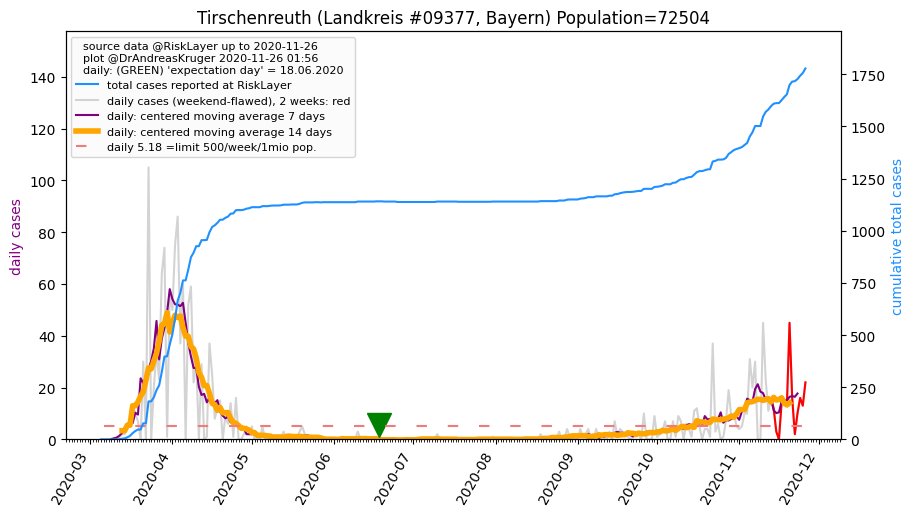 Tirschenreuth (Landkreis #09377, Bayern) Population=72504
source data @RiskLayer up to 2020-11-26
plot @DrAndreasKruger 2020-11-26 01:56
daily: (GREEN) 'expectation day' = 18.06.2020
total cases reported at RiskLayer
daily cases (weekend-flawed), 2 weeks: red
daily: centered moving average 7 days
daily: centered moving average 14 days
daily 5.18 =limit 500/week/1mio pop.
daily cases
140
120
100
80
60
40
20
0
cumulative total cases
1750
1500
1250
1000
750
500
250
0
2020-03
2020-04
2020-05
2020-06
2020-07
2020-08
2020-09
2020-10
2020-11
2020-12